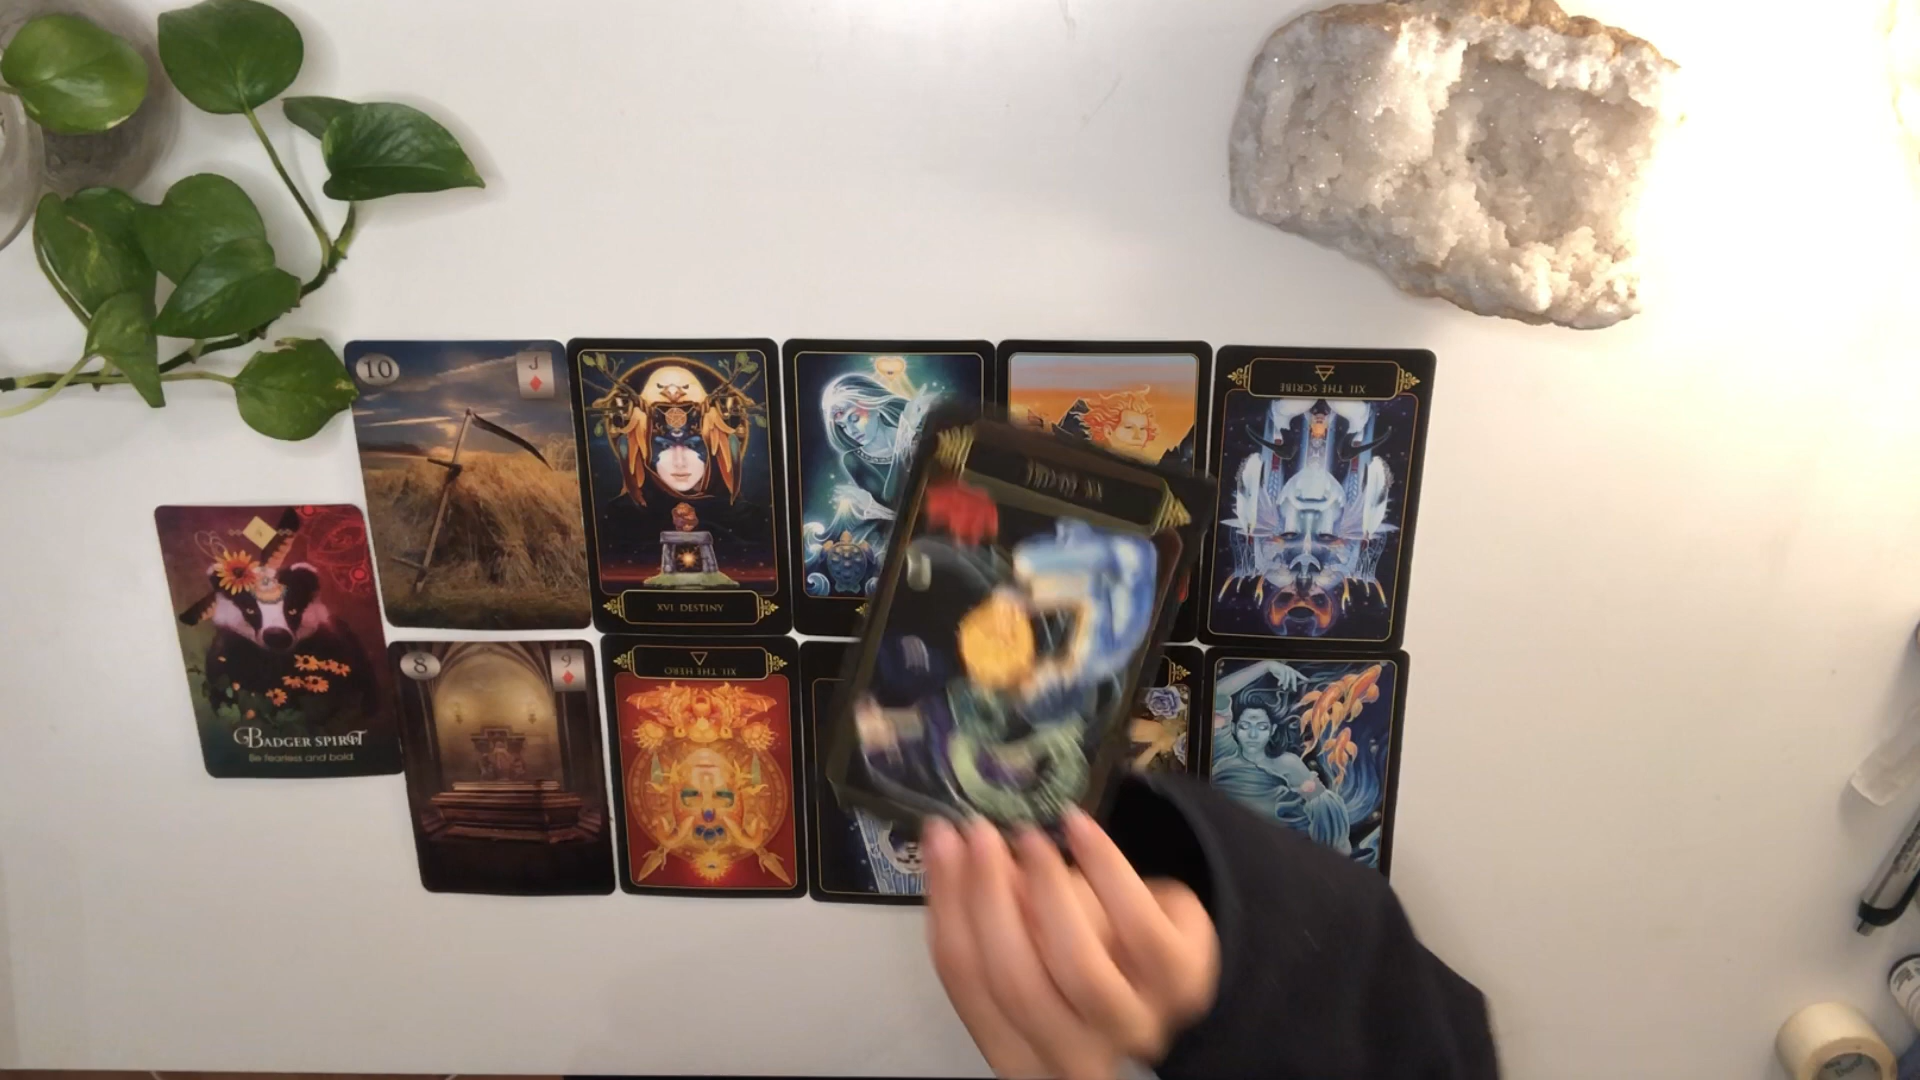 10
J
XII. THE SCRIBE
XVI. DESTINY
8
9
XII. THE HERO
BADGER SPIRIT
Be fearless and bold.